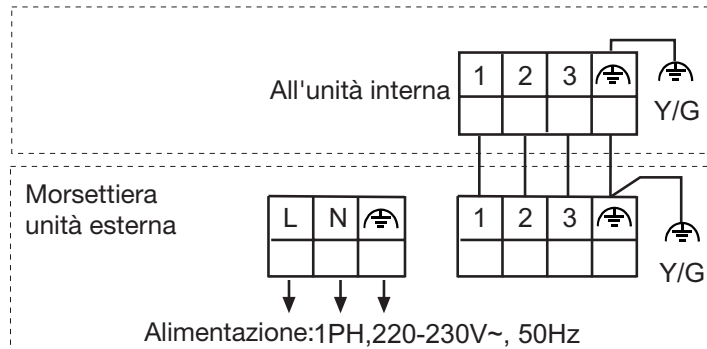 All'unità interna
1 2 3
Y/G
Morsettiera
unità esterna
L N
1 2 3
Y/G
Alimentazione:1PH,220-230V~, 50Hz